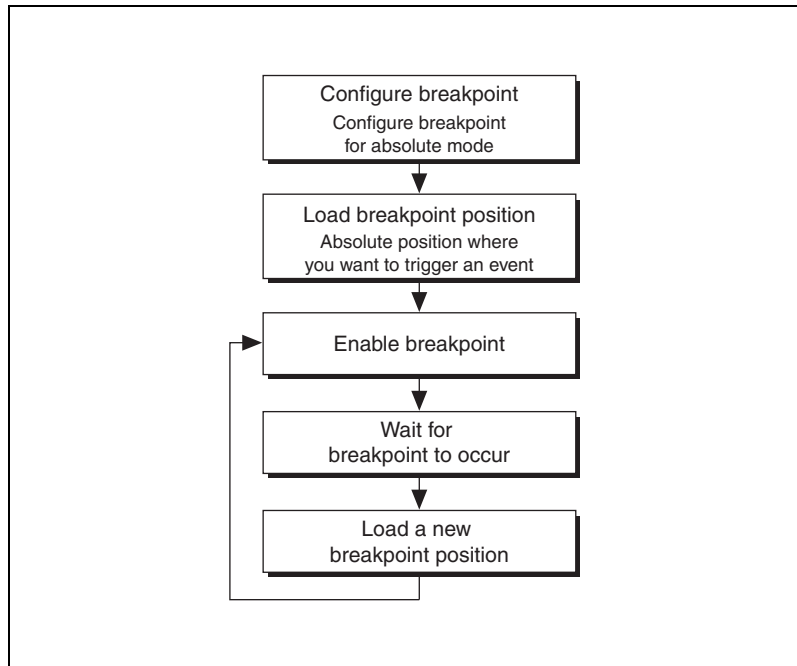 Configure breakpoint
Configure breakpoint
for absolute mode
Load breakpoint position
Absolute position where
you want to trigger an event
Enable breakpoint
Wait for
breakpoint to occur
Load a new
breakpoint position